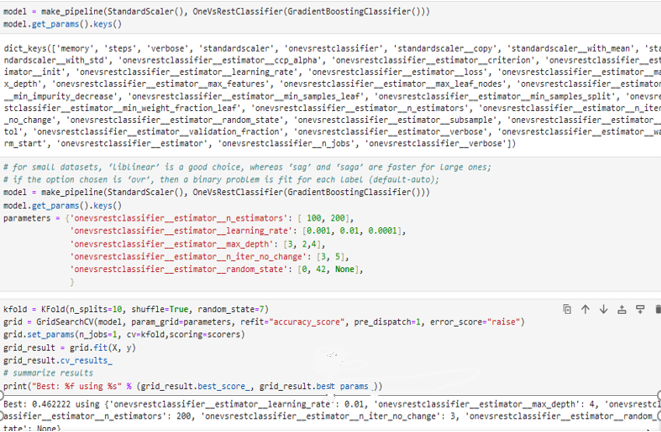 model = make_pipeline(StandardScaler(), OneVsRestClassifier(GradientBoostingClassifier()))
model.get_params().keys()
dict_keys(['memory', 'steps', 'verbose', 'standardscaler', 'onevsrestclassifier', 'standardscaler__copy', 'standardscaler__with_mean', 'sta
ndardscaler__with_std', 'onevsrestclassifier__estimator__ccp_alpha', 'onevsrestclassifier__estimator__criterion', 'onevsrestclassifier__est
imator__init', 'onevsrestclassifier__estimator__learning_rate', 'onevsrestclassifier__estimator__loss', 'onevsrestclassifier__estimator__ma
x_depth', 'onevsrestclassifier__estimator__max_features', 'onevsrestclassifier__estimator__max_leaf_nodes', 'onevsrestclassifier__estimator
__min_impurity_decrease', 'onevsrestclassifier__estimator__min_samples_leaf', 'onevsrestclassifier__estimator__min_samples_split', 'onevsre
stclassifier__estimator__min_weight_fraction_leaf', 'onevsrestclassifier__estimator__n_estimators', 'onevsrestclassifier__estimator__n_iter
_no_change', 'onevsrestclassifier__estimator__random_state', 'onevsrestclassifier__estimator__subsample', 'onevsrestclassifier__estimator__
tol', 'onevsrestclassifier__estimator__validation_fraction', 'onevsrestclassifier__estimator__verbose', 'onevsrestclassifier__estimator__wa
rm_start', 'onevsrestclassifier__estimator', 'onevsrestclassifier__n_jobs', 'onevsrestclassifier__verbose'])
# for small datasets, 'liblinear' is a good choice, whereas 'sag' and 'saga' are faster for large ones;
# if the option chosen is 'ovr', then a binary problem is fit for each label (default-auto);
model = make_pipeline(StandardScaler(), OneVsRestClassifier(GradientBoostingClassifier()))
model.get_params().keys()
parameters = {'onevsrestclassifier__estimator__n_estimators': [ 100, 200],
'onevsrestclassifier__estimator__learning_rate': [0.001, 0.01, 0.0001],
'onevsrestclassifier__estimator__max_depth': [3, 2,4],
'onevsrestclassifier__estimator__n_iter_no_change': [3, 5],
'onevsrestclassifier__estimator__random_state': [0, 42, None],
}
kfold = KFold(n_splits=10, shuffle=True, random_state=7)
grid = GridSearchCV(model, param_grid=parameters, refit="accuracy_score", pre_dispatch=1, error_score="raise")
grid.set_params(n_jobs=1, cv=kfold,scoring=scorers)
grid_result = grid.fit(X, y)
grid_result.cv_results_
# summarize results
print("Best: %f using %s" % (grid_result.best_score_, grid_result.best_params_))
Best: 0.462222 using {'onevsrestclassifier__estimator__learning_rate': 0.01, 'onevsrestclassifier__estimator__max_depth': 4, 'onevsrestcl
assifier__estimator__n_estimators': 200, 'onevsrestclassifier__estimator__n_iter_no_change': 3, 'onevsrestclassifier__estimator__random_s
tate': None}